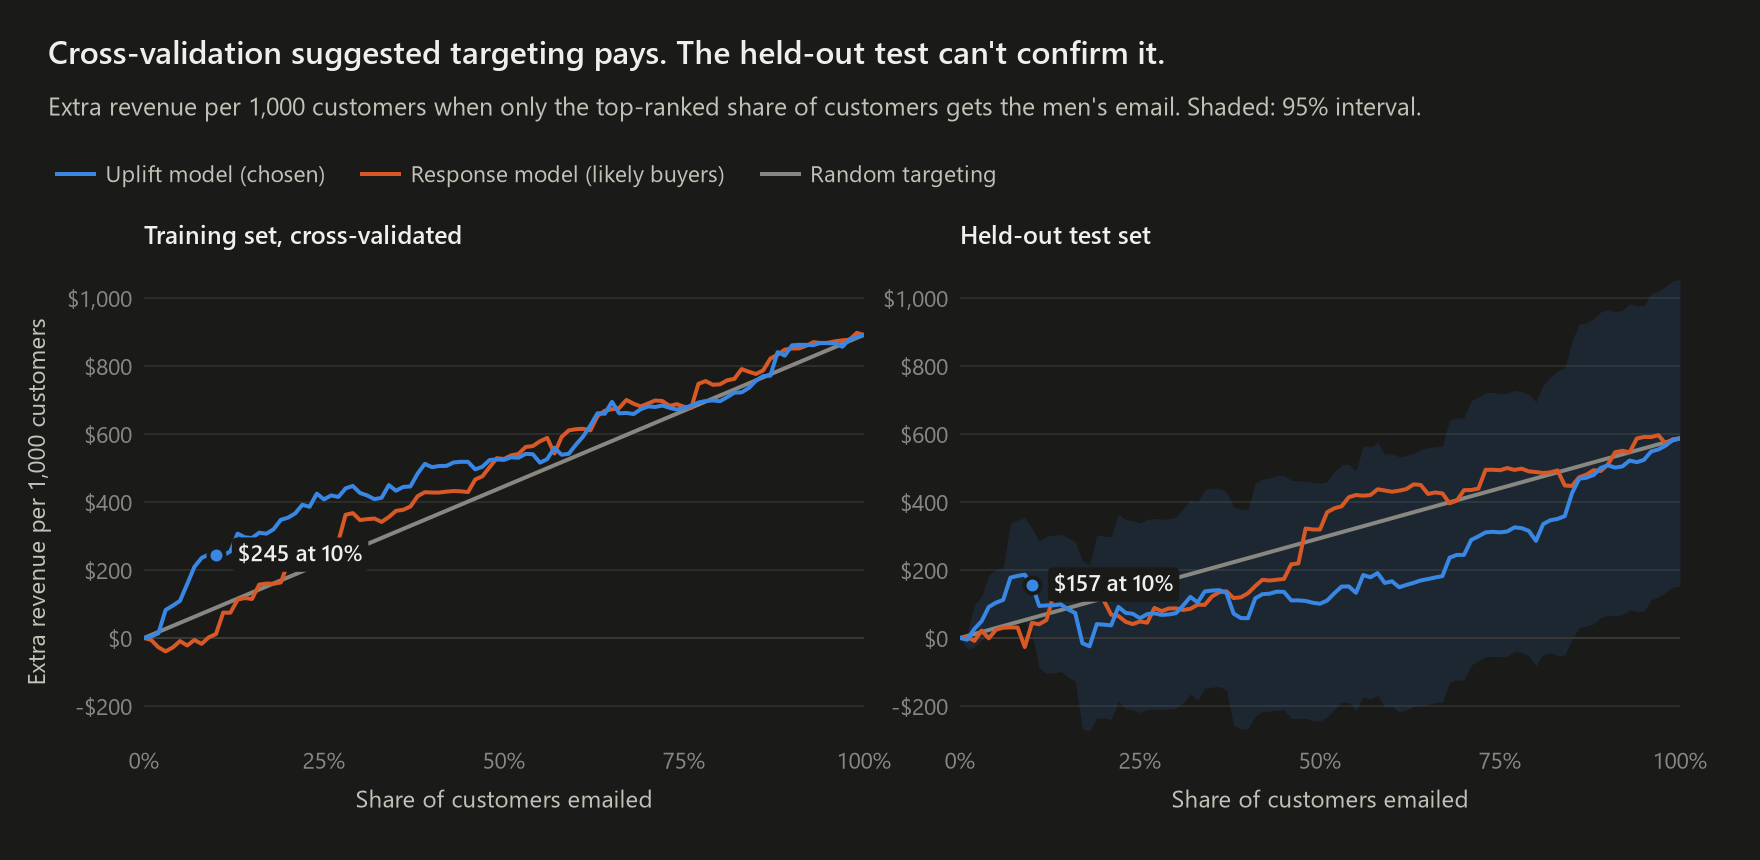 Cross-validation suggested targeting pays. The held-out test can't confirm it.
Extra revenue per 1,000 customers when only the top-ranked share of customers gets the men's email. Shaded: 95% interval.
Uplift model (chosen)
Response model (likely buyers)
Random targeting
Training set, cross-validated
Extra revenue per 1,000 customers
$1,000
$800
$600
$400
$200
$0
-$200
$245 at 10%
0%
25%
50%
75%
100%
Share of customers emailed
Held-out test set
$1,000
$800
$600
$400
$200
$0
-$200
$157 at 10%
0%
25%
50%
75%
100%
Share of customers emailed